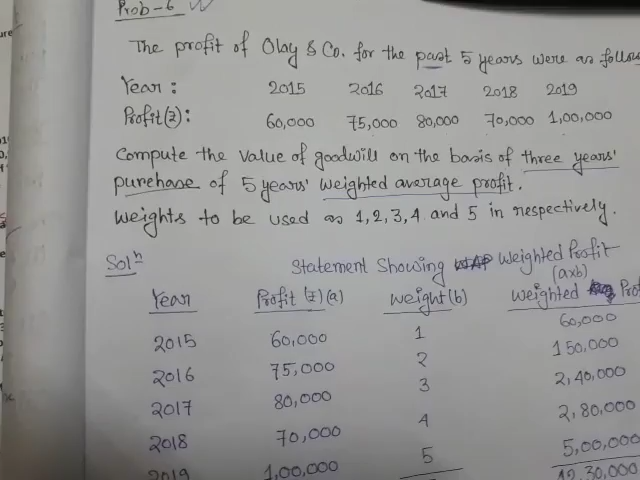 Prob-6
The profit of Olay & Co. for the past 5 years were as follow
Year: 2015 2016 2017 2018 2019
Profit(₹): 60,000 75,000 80,000 70,000 1,00,000
Compute the value of goodwill on the basis of three years'
purchase of 5 years' weighted average profit.
Weights to be used as 1,2,3,4 and 5 in respectively.
Solⁿ
Statement Showing Weighted Profit
Year Profit (₹)(a) Weight(b) Weighted Prof
(axb)
2015 60,000 1 60,000
2016 75,000 2 150,000
2017 80,000 3 2,40,000
2018 70,000 4 2,80,000
2019 1,00,000 5 5,00,000
12,30,000